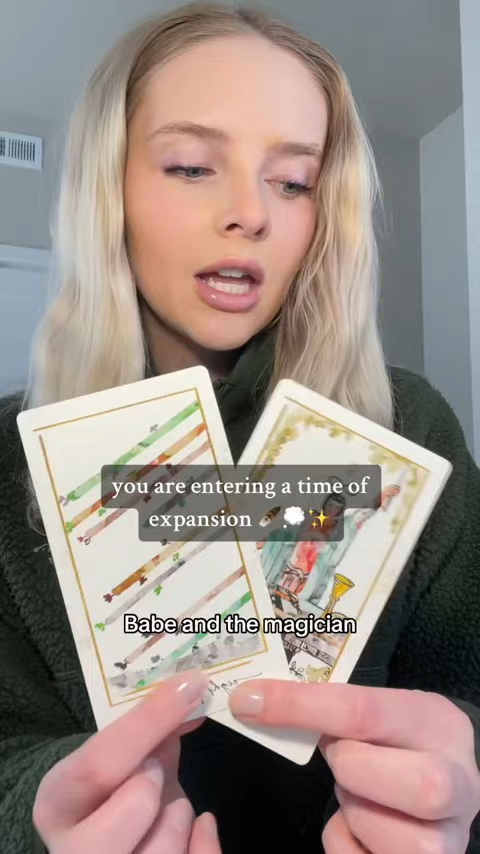 you are entering a time of
expansion 🪶💭✨
Babe and the magician